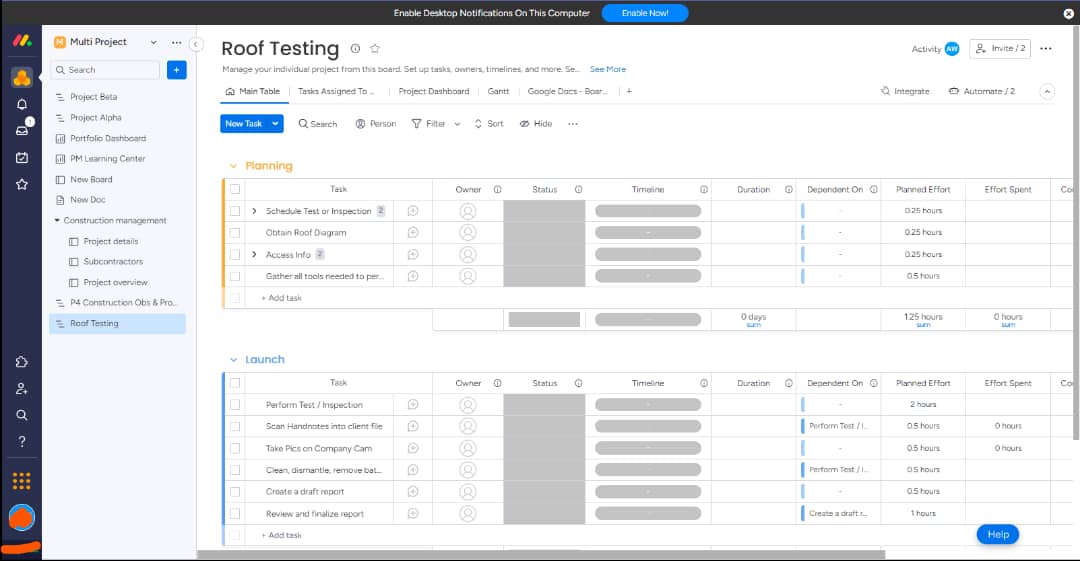 Enable Desktop Notifications On This Computer Enable Now!
M Multi Project
Search
Project Beta
Project Alpha
Portfolio Dashboard
PM Learning Center
New Board
New Doc
Construction management
Project details
Subcontractors
Project overview
P4 Construction Obs & Pro...
Roof Testing
1
?
Roof Testing
Activity AW Invite / 2
Manage your individual project from this board. Set up tasks, owners, timelines, and more. Se... See More
Main Table Tasks Assigned To ... Project Dashboard Gantt Google Docs - Boar... +
Integrate Automate / 2
New Task Search Person Filter Sort Hide
Planning
Task Owner Status Timeline Duration Dependent On Planned Effort Effort Spent Co
Schedule Test or Inspection 2 - - 0.25 hours
Obtain Roof Diagram - - 0.25 hours
Access Info 2 - - 0.25 hours
Gather all tools needed to per... - - 0.5 hours
+ Add task
- 0 days 1.25 hours 0 hours
sum sum sum
Launch
Task Owner Status Timeline Duration Dependent On Planned Effort Effort Spent Co
Perform Test / Inspection - - 2 hours
Scan Handnotes into client file - Perform Test / I... 0.5 hours 0 hours
Take Pics on Company Cam - - 0.5 hours 0 hours
Clean, dismantle, remove bat... - Perform Test / I... 0.5 hours
Create a draft report - - 0.5 hours
Review and finalize report - Create a draft r... 1 hours
+ Add task
Help